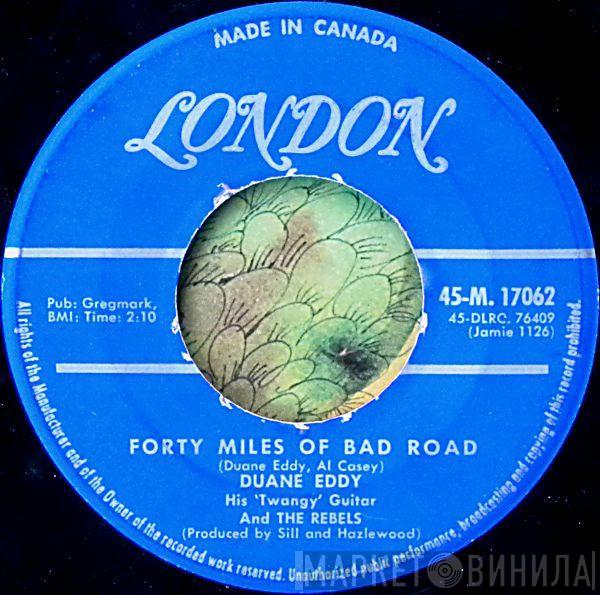 MADE IN CANADA
LONDON
Pub: Gregmark,
BMI: Time: 2:10
45-M. 17062
45-DLRC. 76409
(Jamie 1126)
FORTY MILES OF BAD ROAD
(Duane Eddy, Al Casey)
DUANE EDDY
His 'Twangy' Guitar
And THE REBELS
(Produced by Sill and Hazlewood)
All rights of the Manufacturer and of the Owner of the recorded work reserved. Unauthorized public performance, broadcasting and copying of this record prohibited.
МАРКЕТ ВИНИЛА